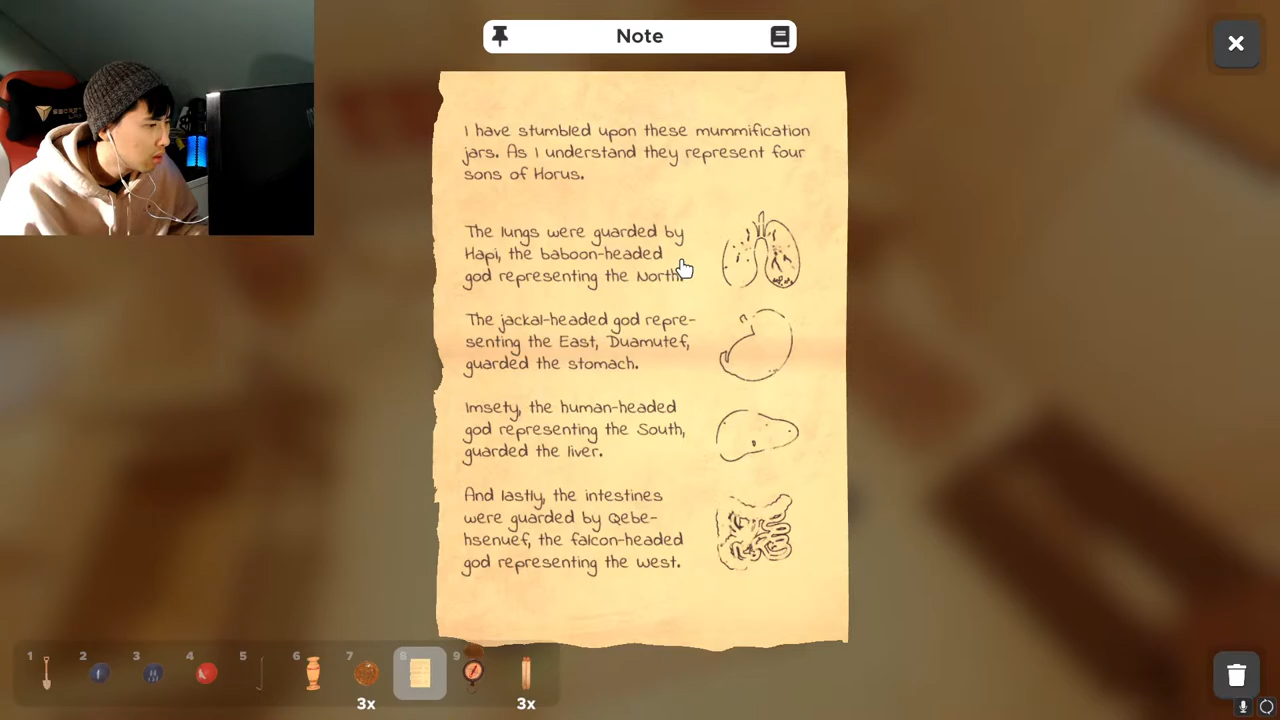 Note
I have stumbled upon these mummification
jars. As I understand they represent four
sons of Horus.
The lungs were guarded by
Hapi, the baboon-headed
god representing the North.
The jackal-headed god repre-
senting the East, Duamutef,
guarded the stomach.
Imsety, the human-headed
god representing the South,
guarded the liver.
And lastly, the intestines
were guarded by Qebe-
hsenuef, the falcon-headed
god representing the west.
1 2 3 4 5 6 7 8 9
3x 3x